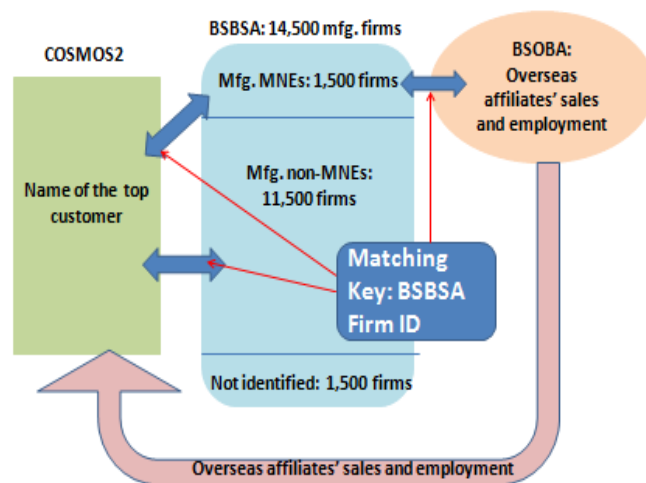 BSBSA: 14,500 mfg. firms
COSMOS2
Mfg. MNEs: 1,500 firms
BSOBA:
Overseas
affiliates’ sales
and employment
Name of the top
customer
Mfg. non-MNEs:
11,500 firms
Matching
Key: BSBSA
Firm ID
Not identified: 1,500 firms
Overseas affiliates’ sales and employment